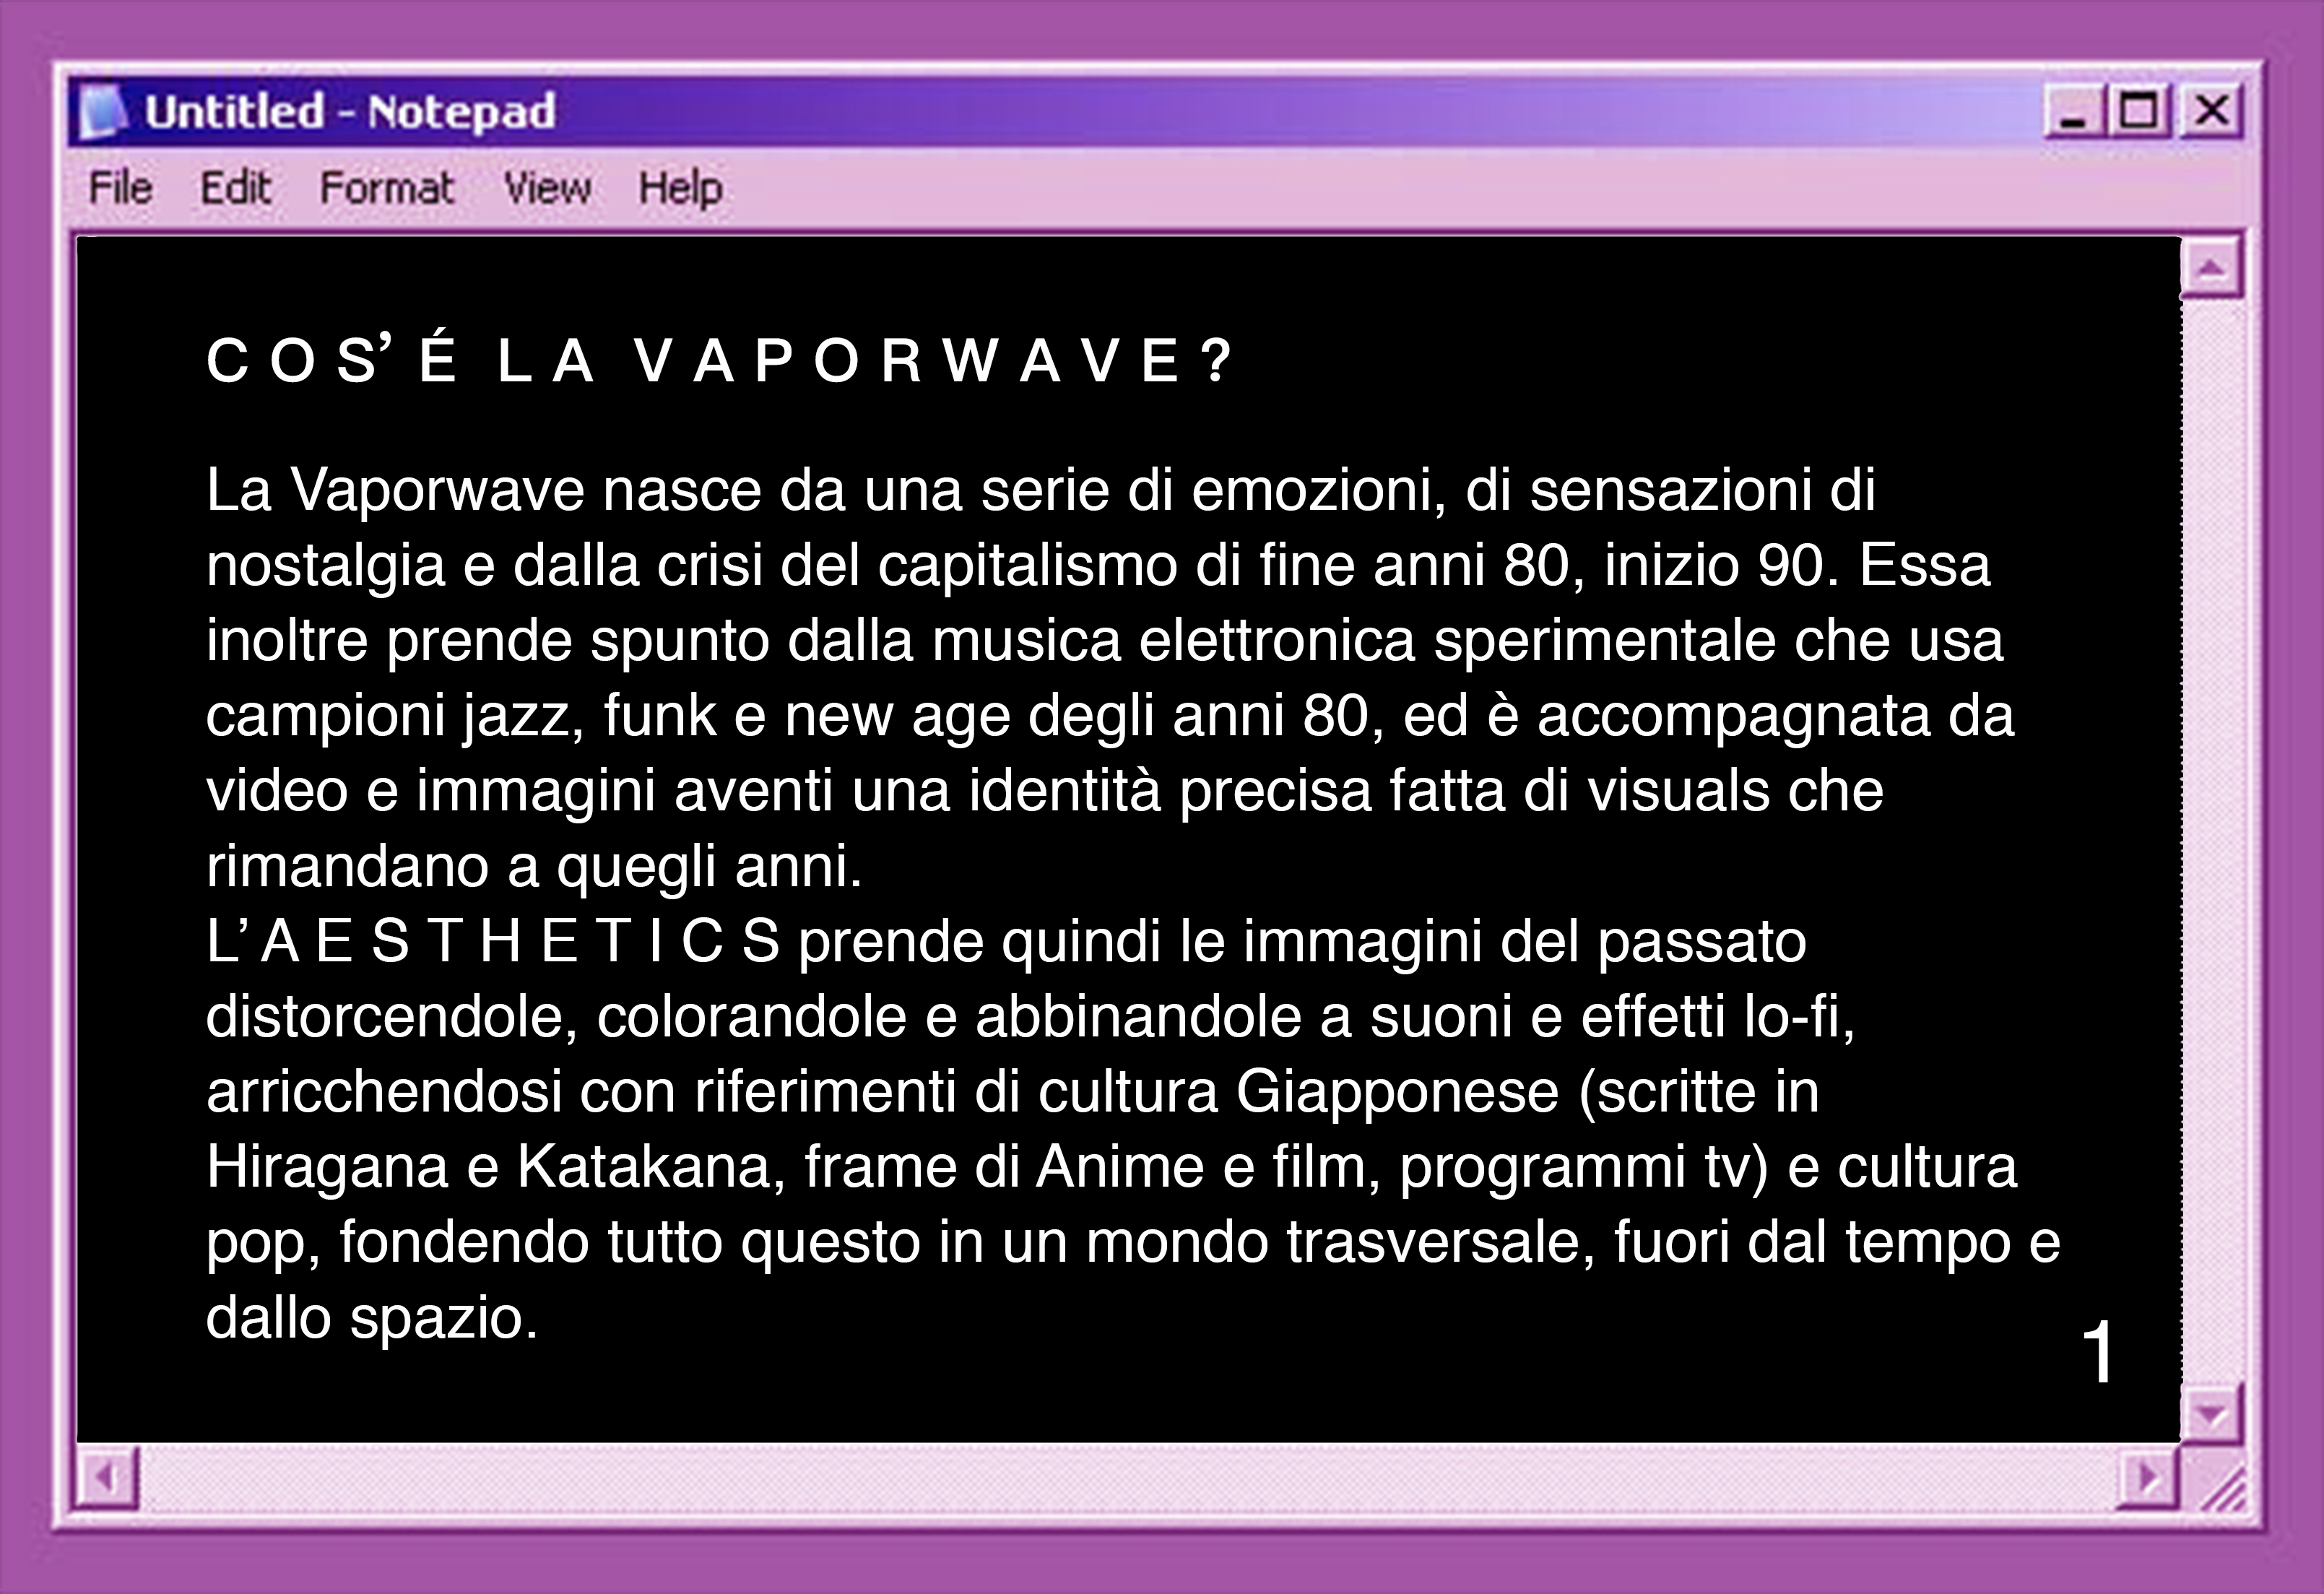 Untitled - Notepad
File Edit Format View Help
C O S’ É L A V A P O R W A V E ?
La Vaporwave nasce da una serie di emozioni, di sensazioni di
nostalgia e dalla crisi del capitalismo di fine anni 80, inizio 90. Essa
inoltre prende spunto dalla musica elettronica sperimentale che usa
campioni jazz, funk e new age degli anni 80, ed è accompagnata da
video e immagini aventi una identità precisa fatta di visuals che
rimandano a quegli anni.
L’ A E S T H E T I C S prende quindi le immagini del passato
distorcendole, colorandole e abbinandole a suoni e effetti lo-fi,
arricchendosi con riferimenti di cultura Giapponese (scritte in
Hiragana e Katakana, frame di Anime e film, programmi tv) e cultura
pop, fondendo tutto questo in un mondo trasversale, fuori dal tempo e
dallo spazio.
1